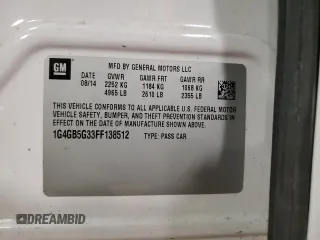 GM
MFD BY GENERAL MOTORS LLC
DATE GVWR GAWR FRT GAWR RR
08/14 2252 KG 1184 KG 1068 KG
4965 LB 2610 LB 2355 LB
THIS VEHICLE CONFORMS TO ALL APPLICABLE U.S. FEDERAL MOTOR
VEHICLE SAFETY, BUMPER, AND THEFT PREVENTION STANDARDS IN
EFFECT ON THE DATE OF MANUFACTURE SHOWN ABOVE.
1G4GB5G33FF138512 TYPE: PASS CAR
DREAMBID